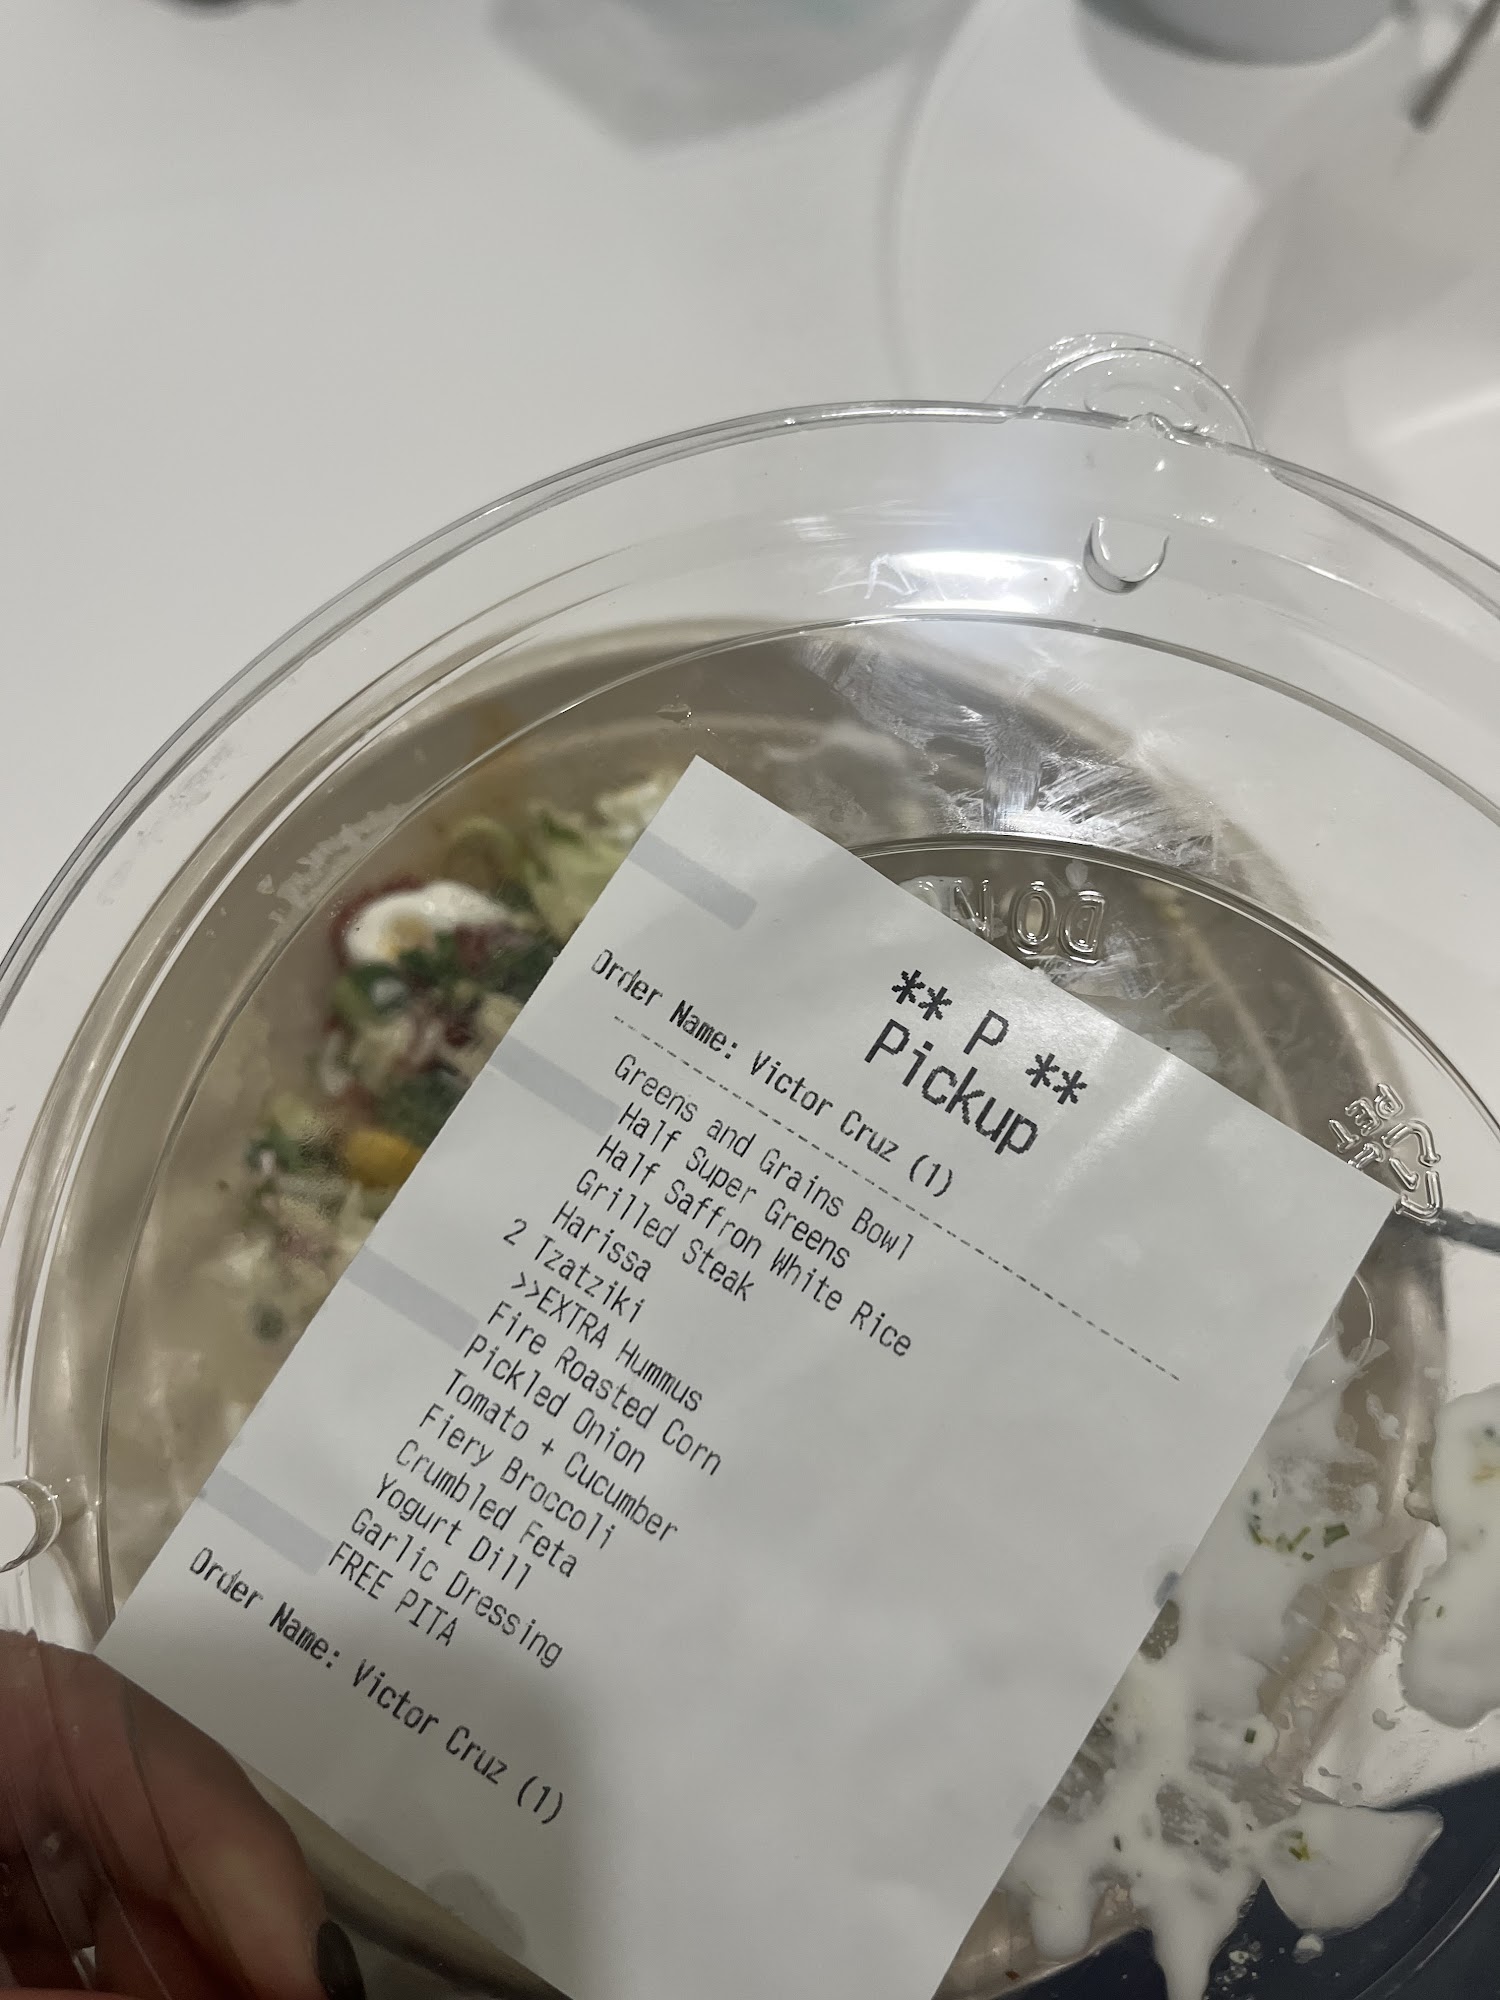 ** P **
Pickup
Order Name: Victor Cruz (1)
Greens and Grains Bowl
Half Super Greens
Half Saffron White Rice
Grilled Steak
Harissa
2 Tzatziki
>>EXTRA Hummus
Fire Roasted Corn
Pickled Onion
Tomato + Cucumber
Fiery Broccoli
Crumbled Feta
Yogurt Dill
Garlic Dressing
FREE PITA
Order Name: Victor Cruz (1)